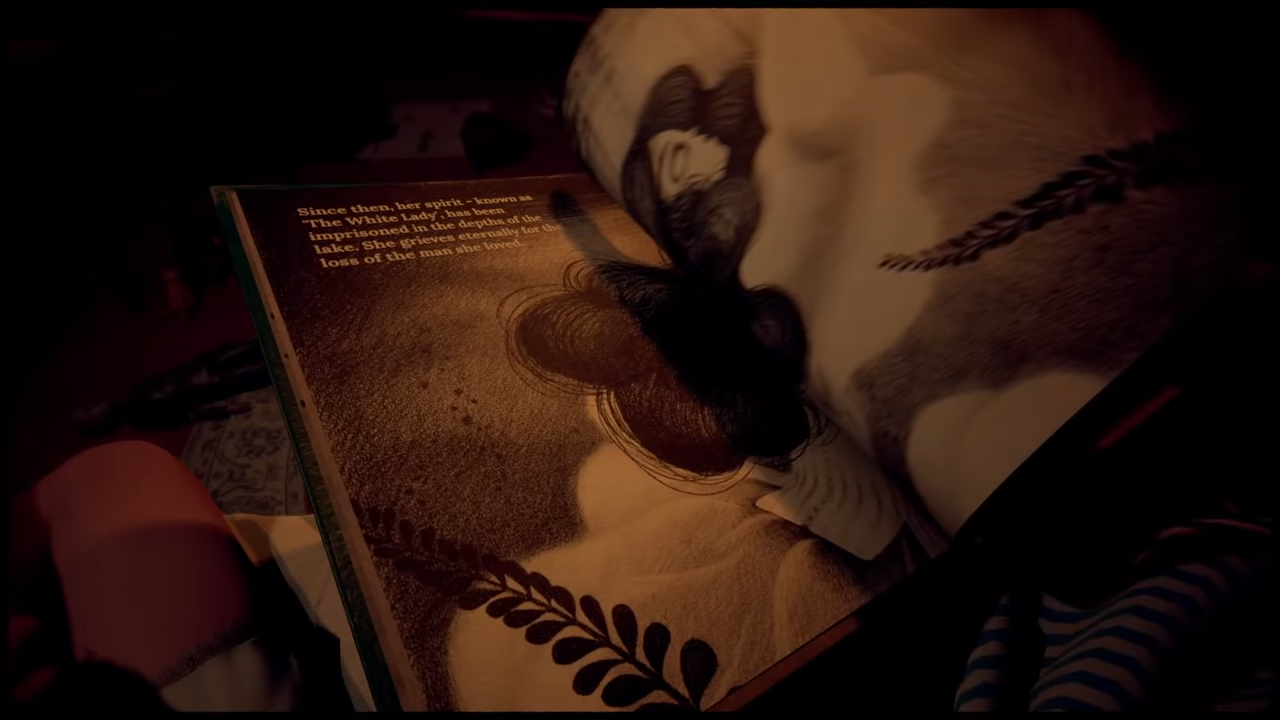 Since then, her spirit - known as
'The White Lady', has been
imprisoned in the depths of the
lake. She grieves eternally for the
loss of the man she loved.